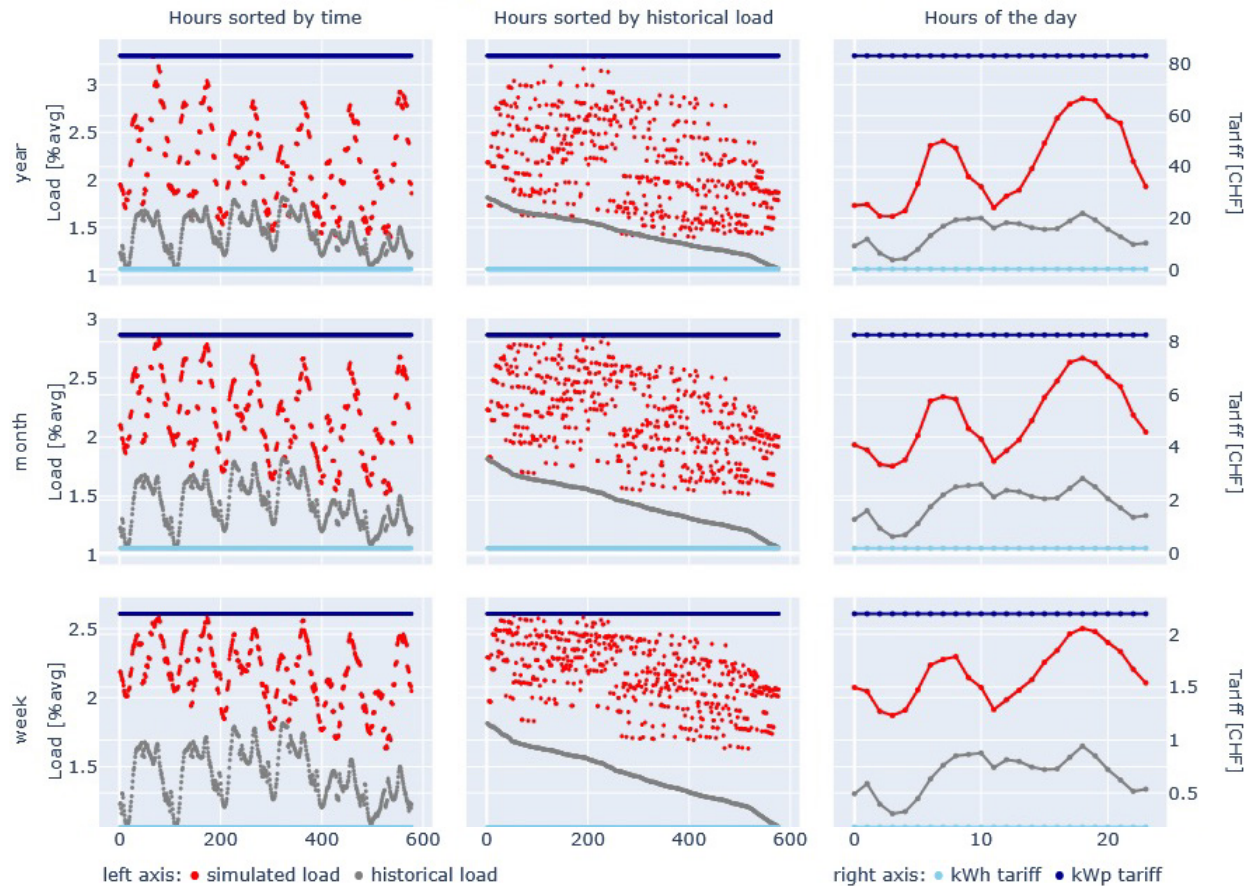 Hours sorted by time Hours sorted by historical load Hours of the day
year
Load [%avg]
3
2.5
2
1.5
1
80
60
40
20
0
Tariff [CHF]
0 200 400 600 0 200 400 600 0 10 20
month
Load [%avg]
3
2.5
2
1.5
1
8
6
4
2
0
Tariff [CHF]
week
Load [%avg]
2.5
2
1.5
2
1.5
1
0.5
Tariff [CHF]
left axis: simulated load historical load right axis: kWh tariff kWp tariff